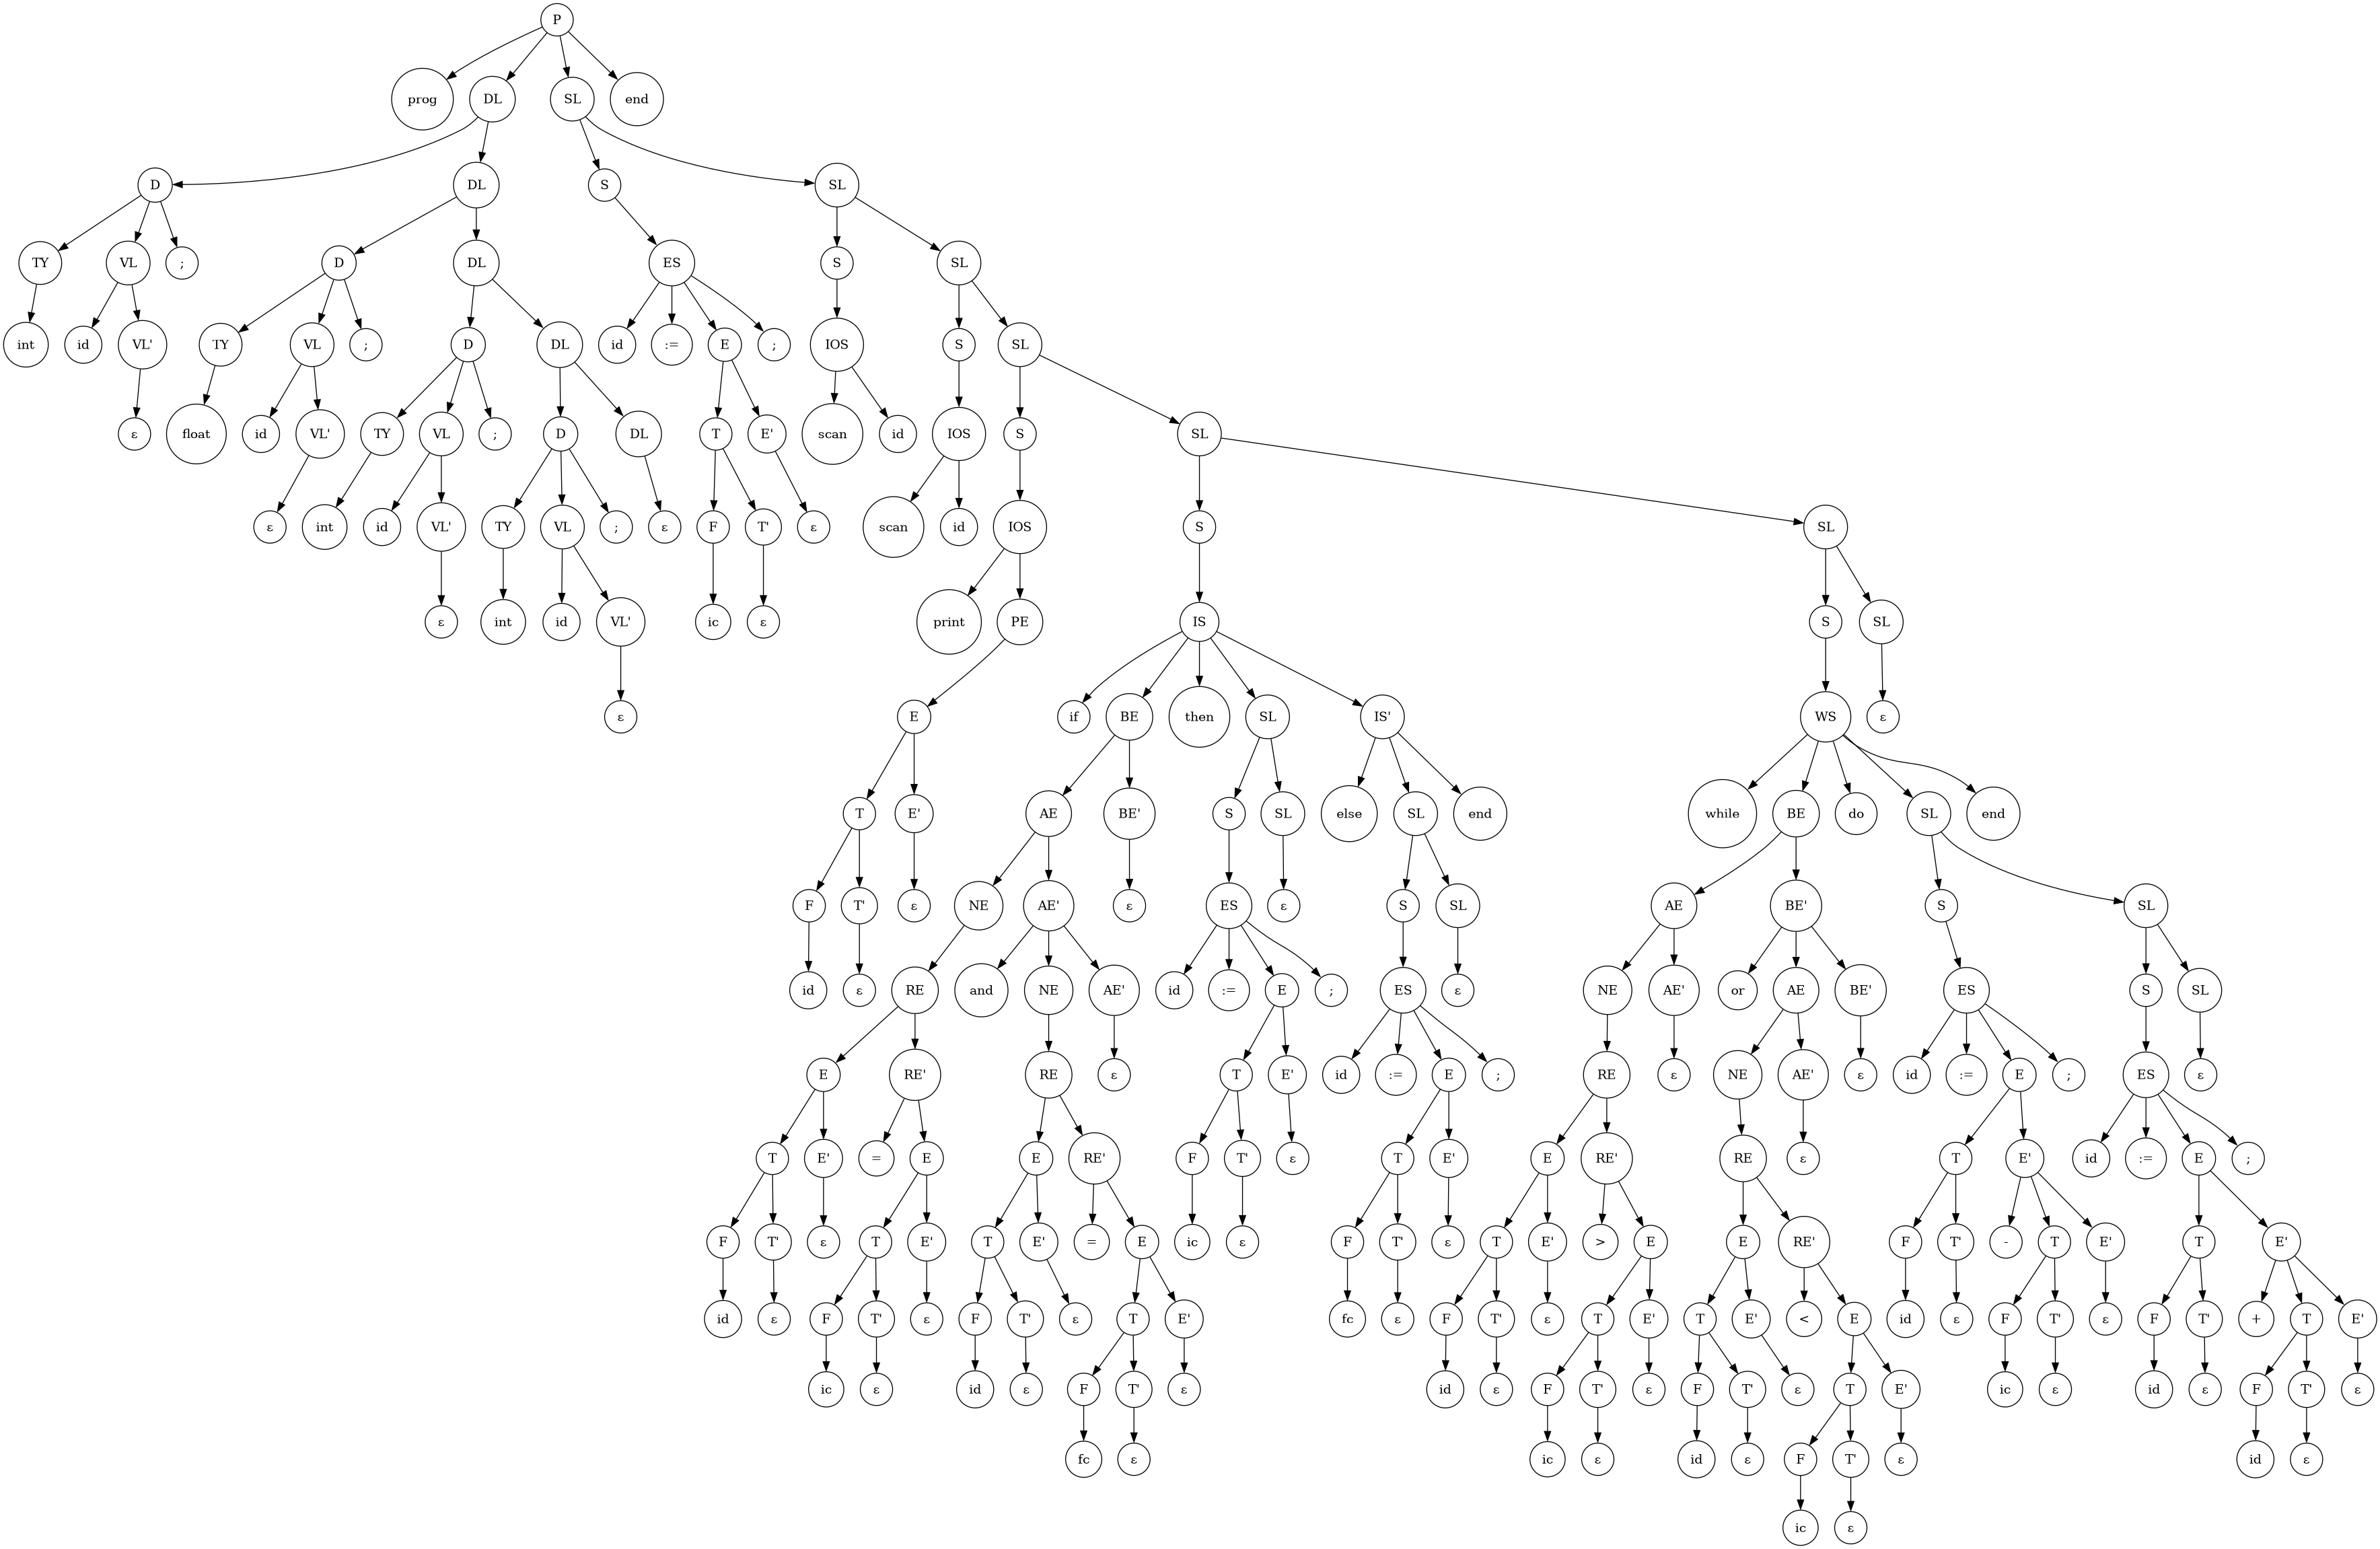 P
prog DL SL end
D DL S SL
TY VL ; D DL ES S SL
int id VL' TY VL ; D DL id := E ; IOS S SL
ε float id VL' TY VL ; D DL T E' scan id IOS S SL
ε int id VL' TY VL ; ε F T' ε scan id IOS S SL
ε int id VL' ic ε print PE IS S SL
ε E if BE then SL IS' WS ε
T E' AE BE' S SL else SL end while BE do SL end
F T' ε NE AE' ε ES ε S SL AE BE' S SL
id ε RE and NE AE' id := E ; ES ε NE AE' or AE BE' ES S SL
E RE' RE ε T E' id := E ; RE ε NE AE' ε id := E ; ES ε
T E' = E E RE' F T' ε T E' E RE' RE ε T E' id := E ; 
F T' ε T E' T E' = E ic ε F T' ε T E' > E E RE' F T' - T E' T E'
id ε F T' ε F T' ε T E' fc ε F T' ε T E' T E' < E id ε F T' ε F T' + T E'
ic ε id ε F T' ε id ε F T' ε F T' ε T E' ic ε id ε F T' ε
fc ε ic ε id ε F T' ε id ε
ic ε